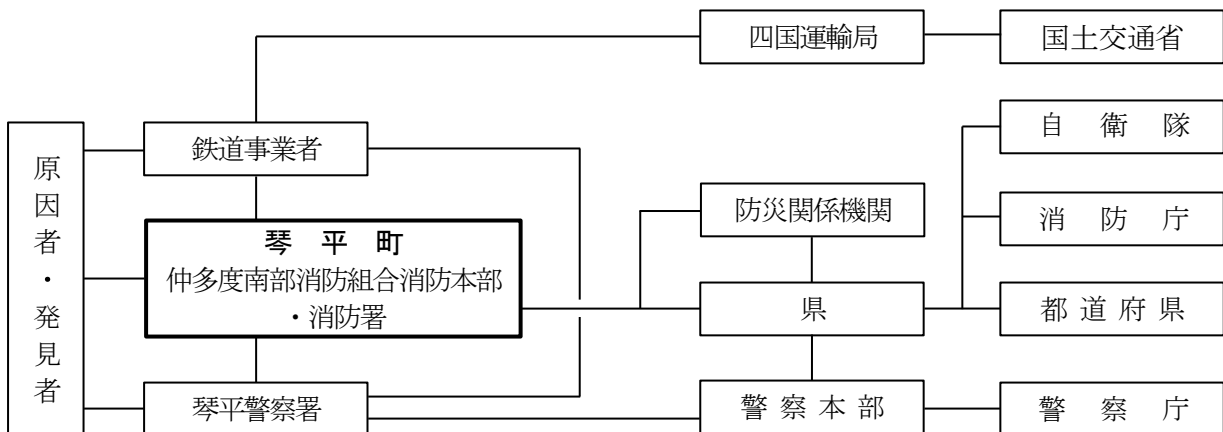 四国運輸局
国土交通省
原因者・発見者
鉄道事業者
自衛隊
防災関係機関
消防庁
琴平町
仲多度南部消防組合消防本部
・消防署
県
都道府県
琴平警察署
警察本部
警察庁